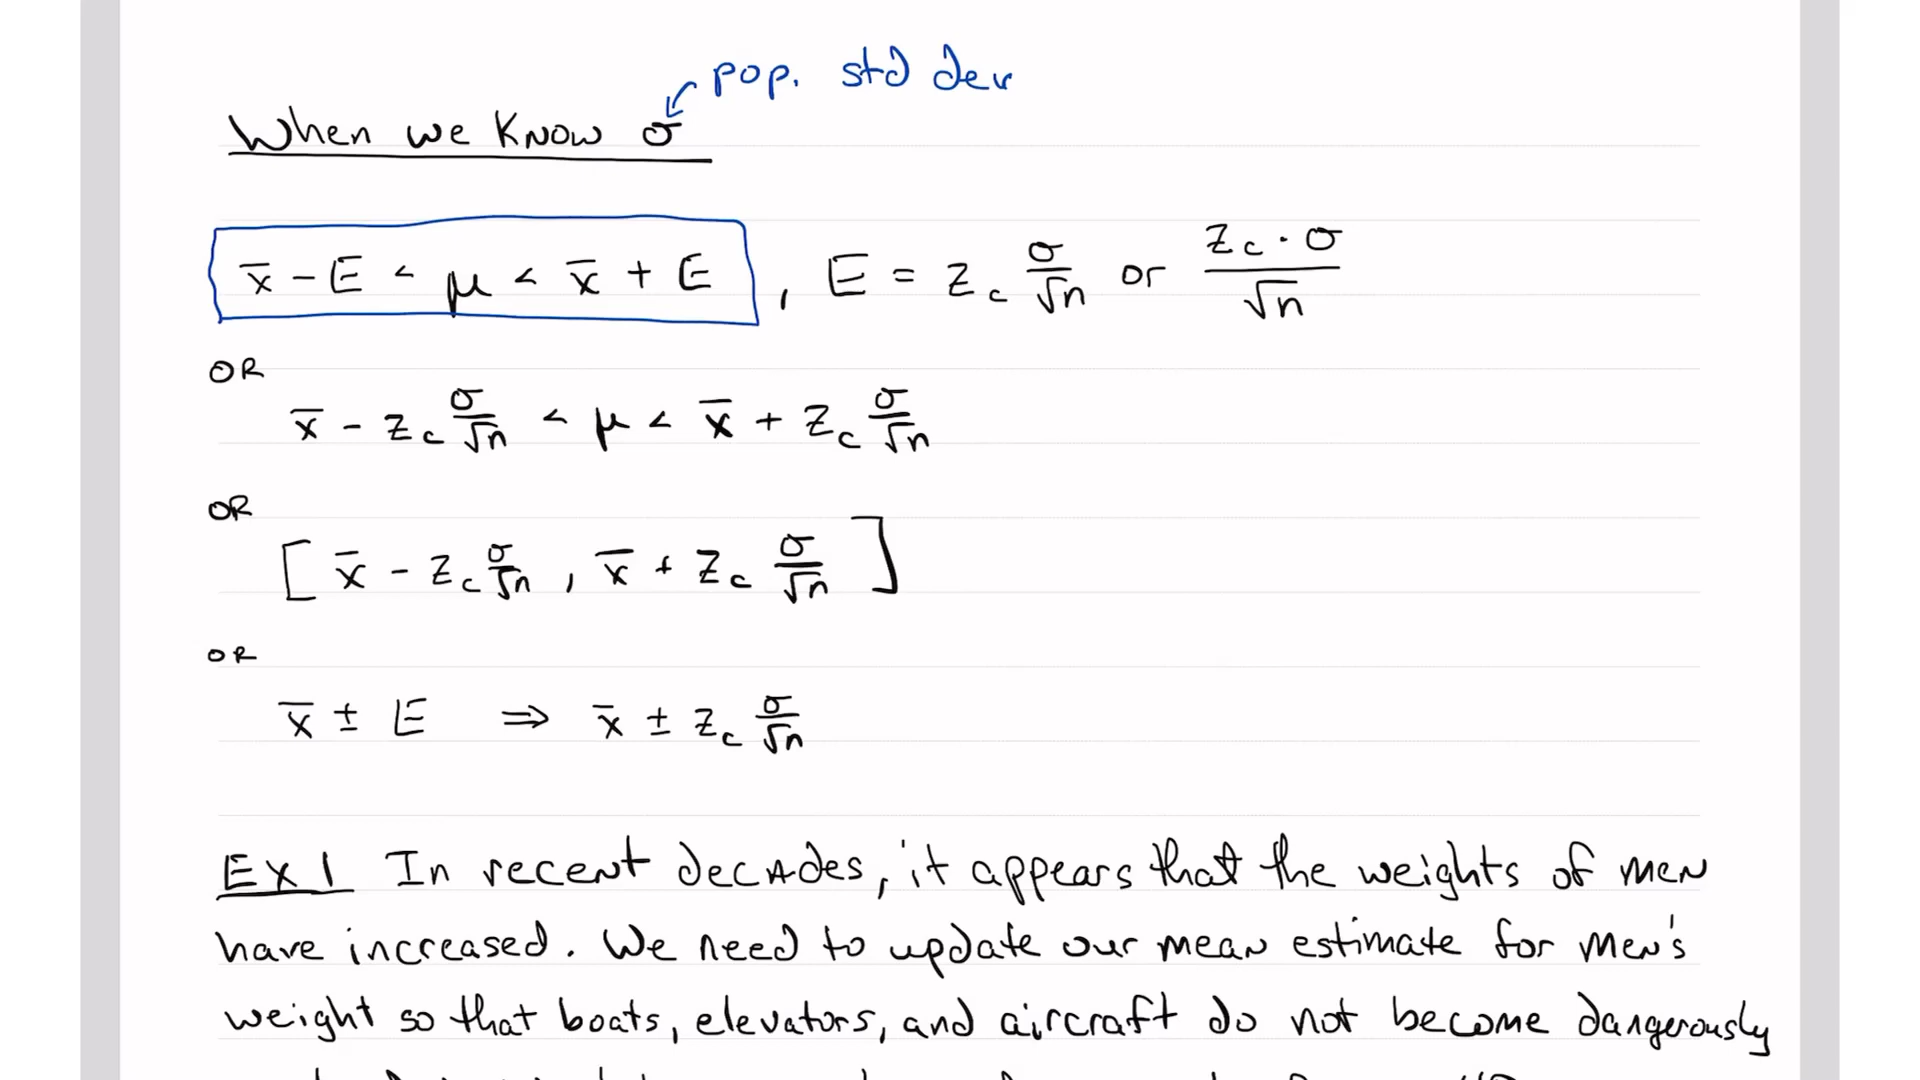 pop. std dev
When we know σ
x̄ - E < μ < x̄ + E , E = z_c σ/√n or z_c · σ/√n
OR
x̄ - z_c σ/√n < μ < x̄ + z_c σ/√n
OR
[ x̄ - z_c σ/√n , x̄ + z_c σ/√n ]
OR
x̄ ± E ⇒ x̄ ± z_c σ/√n
Ex 1 In recent decades, it appears that the weights of men
have increased. We need to update our mean estimate for men's
weight so that boats, elevators, and aircraft do not become dangerously